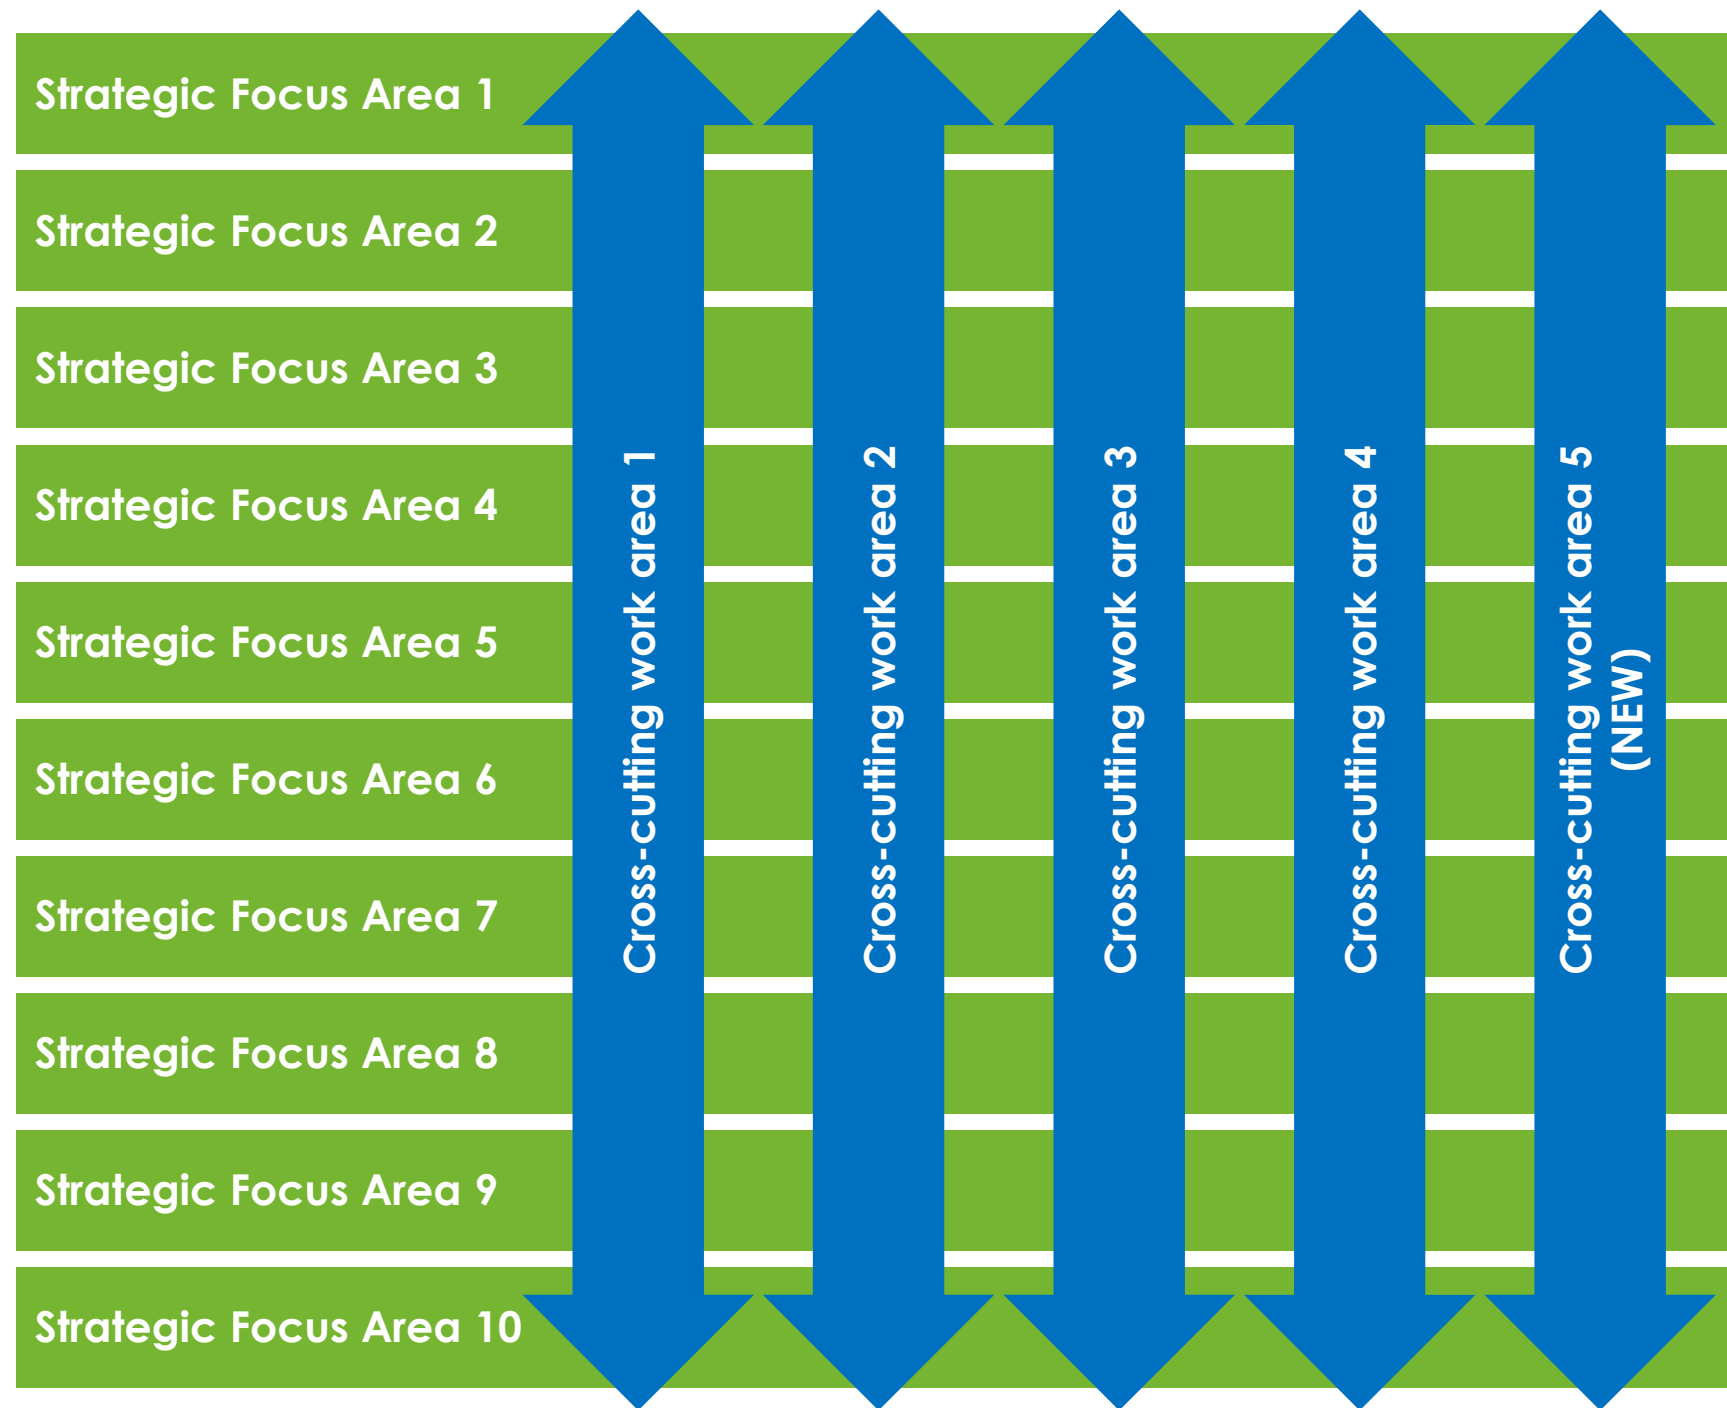 Strategic Focus Area 1
Strategic Focus Area 2
Strategic Focus Area 3
Strategic Focus Area 4
Strategic Focus Area 5
Strategic Focus Area 6
Strategic Focus Area 7
Strategic Focus Area 8
Strategic Focus Area 9
Strategic Focus Area 10
Cross-cutting work area 1
Cross-cutting work area 2
Cross-cutting work area 3
Cross-cutting work area 4
Cross-cutting work area 5
(NEW)